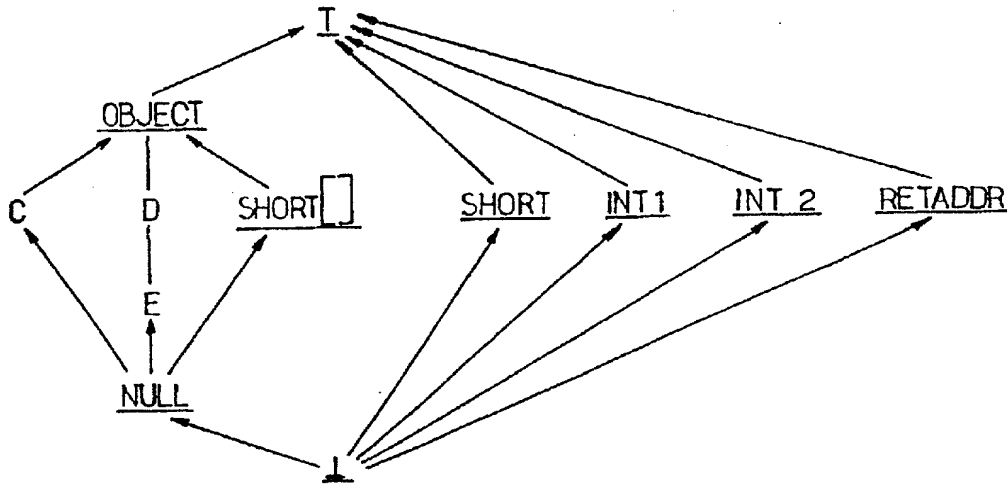 T
OBJECT
C D SHORT[] SHORT INT1 INT 2 RETADDR
E
NULL
⊥